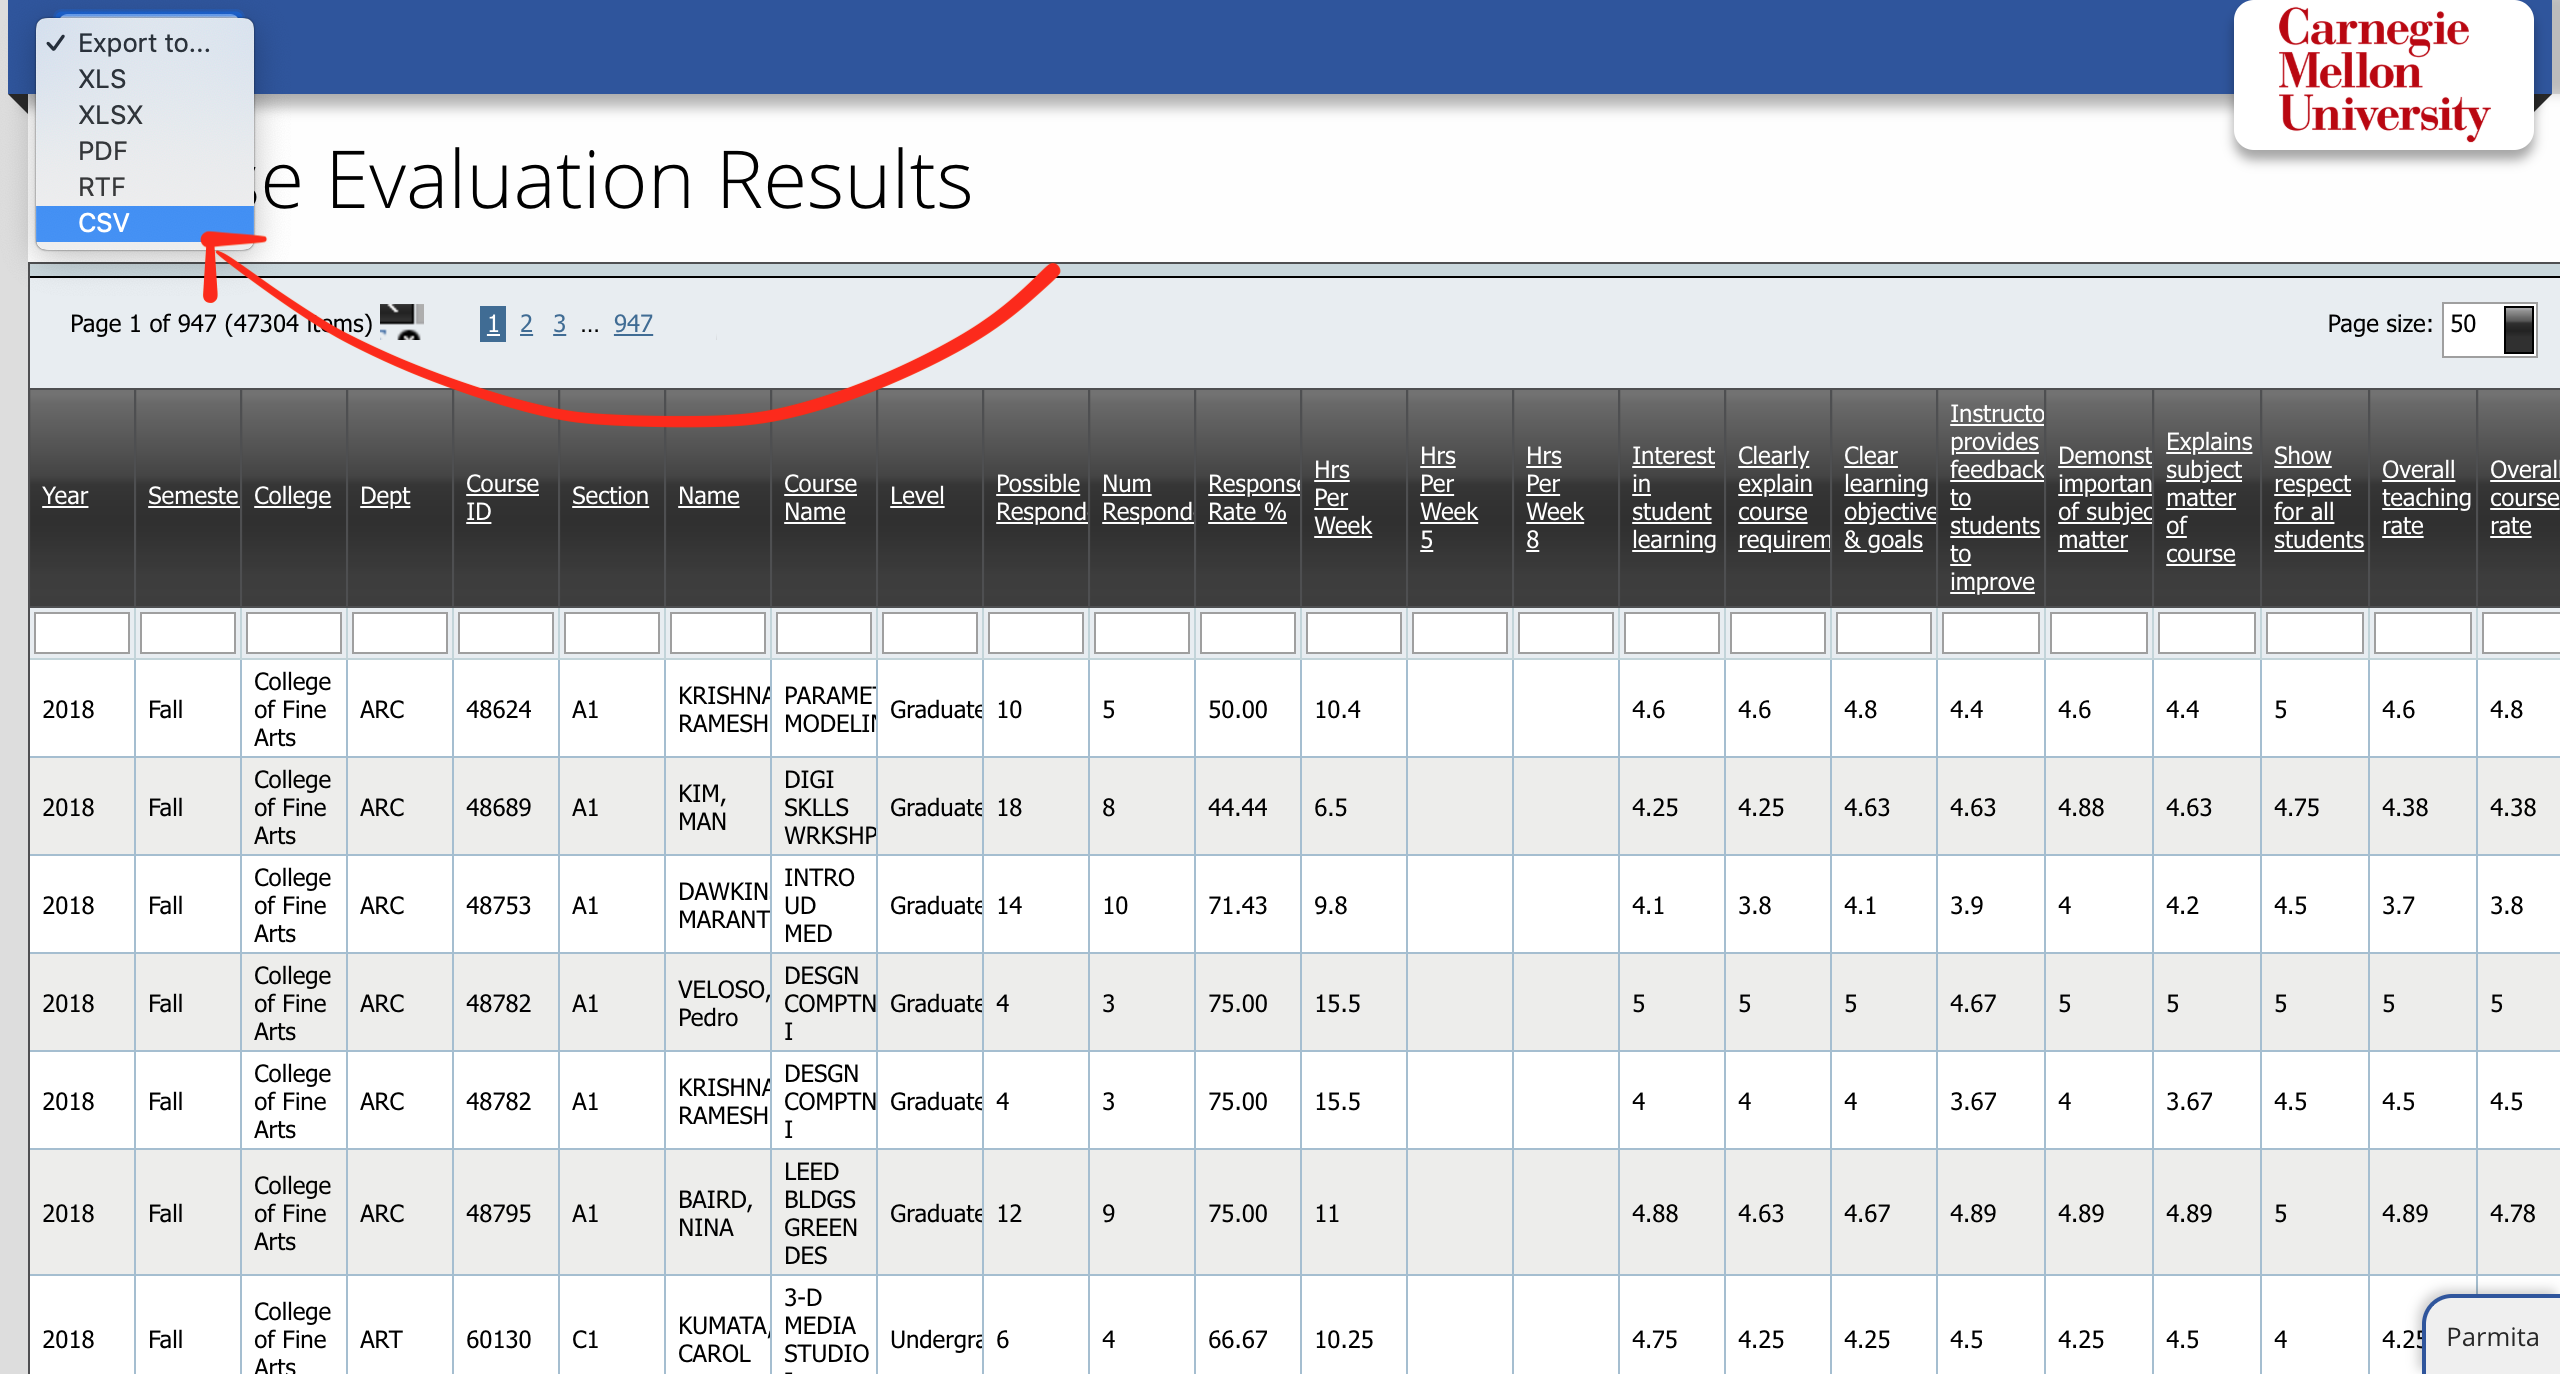 ✓ Export to...
XLS
XLSX
PDF
RTF
CSV
Carnegie
Mellon
University
se Evaluation Results
Page 1 of 947 (47304 items)
1 2 3 ... 947
Page size: 50
Year
Semeste
College
Dept
Course
ID
Section
Name
Course
Name
Level
Possible
Respond
Num
Respond
Response
Rate %
Hrs
Per
Week
Hrs
Per
Week
5
Hrs
Per
Week
8
Interest
in
student
learning
Clearly
explain
course
requirem
Clear
learning
objective
& goals
Instructo
provides
feedback
to
students
to
improve
Demonst
importan
of subjec
matter
Explains
subject
matter
of
course
Show
respect
for all
students
Overall
teaching
rate
Overall
course
rate
2018 Fall College of Fine Arts ARC 48624 A1 KRISHNA RAMESH PARAMET MODELIN Graduate 10 5 50.00 10.4 4.6 4.6 4.8 4.4 4.6 4.4 5 4.6 4.8
2018 Fall College of Fine Arts ARC 48689 A1 KIM, MAN DIGI SKLLS WRKSHP Graduate 18 8 44.44 6.5 4.25 4.25 4.63 4.63 4.88 4.63 4.75 4.38 4.38
2018 Fall College of Fine Arts ARC 48753 A1 DAWKIN MARANT INTRO UD MED Graduate 14 10 71.43 9.8 4.1 3.8 4.1 3.9 4 4.2 4.5 3.7 3.8
2018 Fall College of Fine Arts ARC 48782 A1 VELOSO, Pedro DESGN COMPTN I Graduate 4 3 75.00 15.5 5 5 5 4.67 5 5 5 5 5
2018 Fall College of Fine Arts ARC 48782 A1 KRISHNA RAMESH DESGN COMPTN I Graduate 4 3 75.00 15.5 4 4 4 3.67 4 3.67 4.5 4.5 4.5
2018 Fall College of Fine Arts ARC 48795 A1 BAIRD, NINA LEED BLDGS GREEN DES Graduate 12 9 75.00 11 4.88 4.63 4.67 4.89 4.89 4.89 5 4.89 4.78
2018 Fall College of Fine Arts ART 60130 C1 KUMATA, CAROL 3-D MEDIA STUDIO Undergra 6 4 66.67 10.25 4.75 4.25 4.25 4.5 4.25 4.5 4 4.25
Parmita